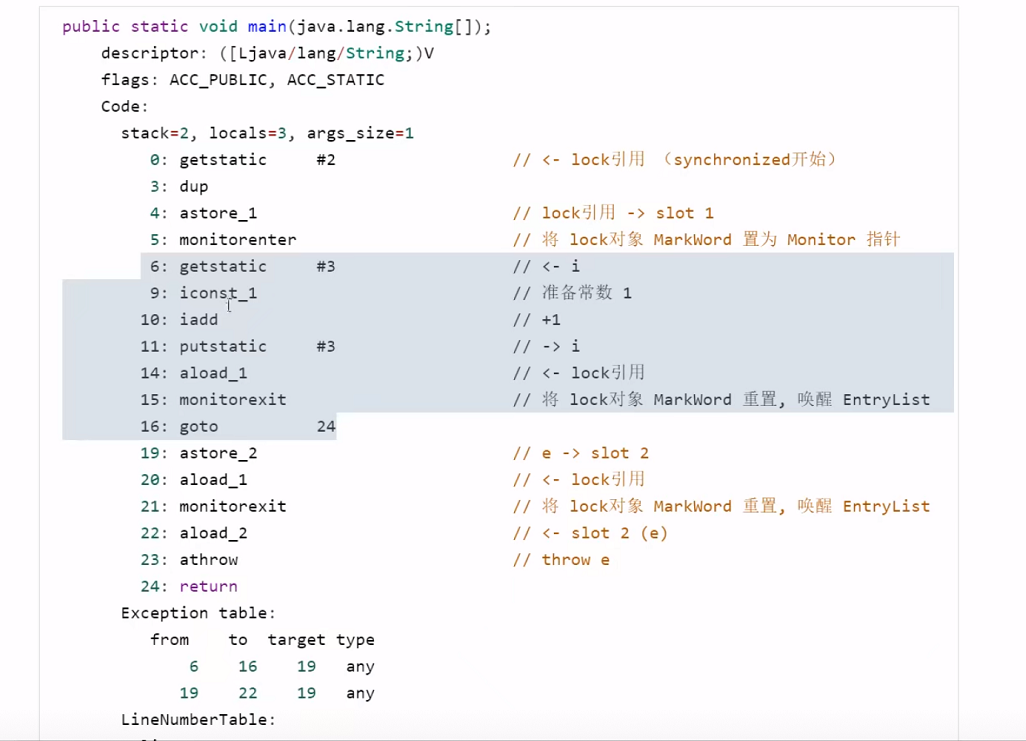 public static void main(java.lang.String[]);
descriptor: ([Ljava/lang/String;)V
flags: ACC_PUBLIC, ACC_STATIC
Code:
stack=2, locals=3, args_size=1
0: getstatic #2 // <- lock引用 （synchronized开始）
3: dup
4: astore_1 // lock引用 -> slot 1
5: monitorenter // 将 lock对象 MarkWord 置为 Monitor 指针
6: getstatic #3 // <- i
9: iconst_1 // 准备常数 1
10: iadd // +1
11: putstatic #3 // -> i
14: aload_1 // <- lock引用
15: monitorexit // 将 lock对象 MarkWord 重置, 唤醒 EntryList
16: goto 24
19: astore_2 // e -> slot 2
20: aload_1 // <- lock引用
21: monitorexit // 将 lock对象 MarkWord 重置, 唤醒 EntryList
22: aload_2 // <- slot 2 (e)
23: athrow // throw e
24: return
Exception table:
from to target type
6 16 19 any
19 22 19 any
LineNumberTable: